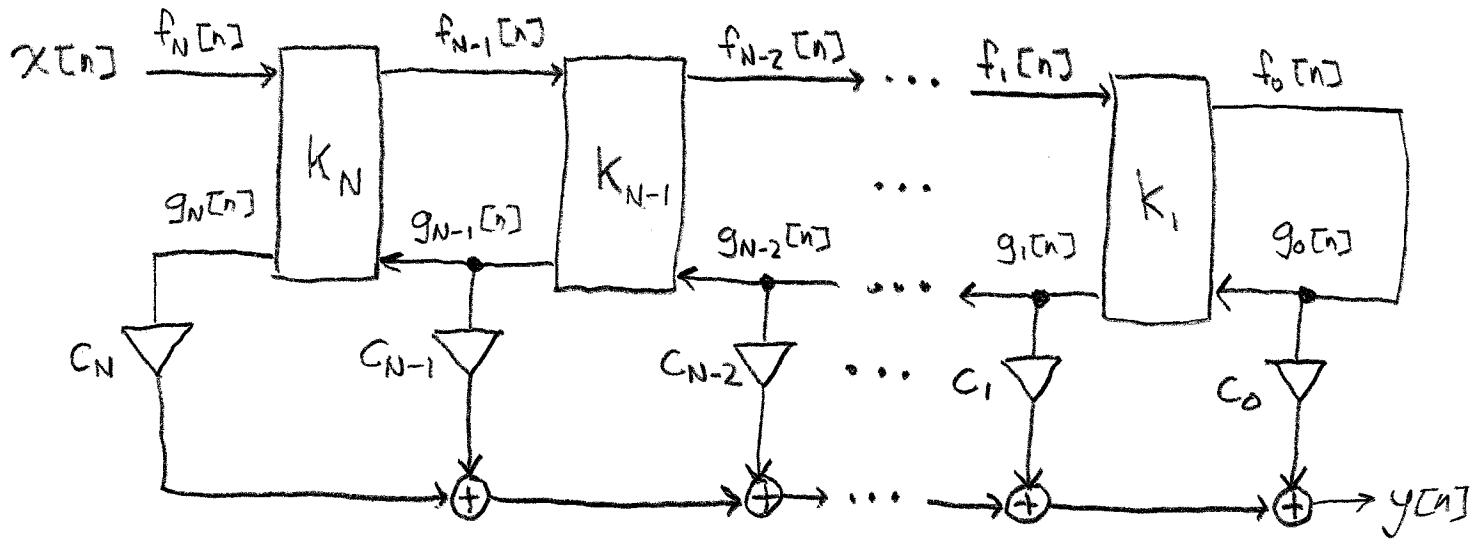 x[n] f_N[n] f_{N-1}[n] f_{N-2}[n] ... f_1[n] f_0[n]
K_N K_{N-1} ... K_1
g_N[n] g_{N-1}[n] g_{N-2}[n] ... g_1[n] g_0[n]
C_N C_{N-1} C_{N-2} ... C_1 C_0
+ + ... + + y[n]